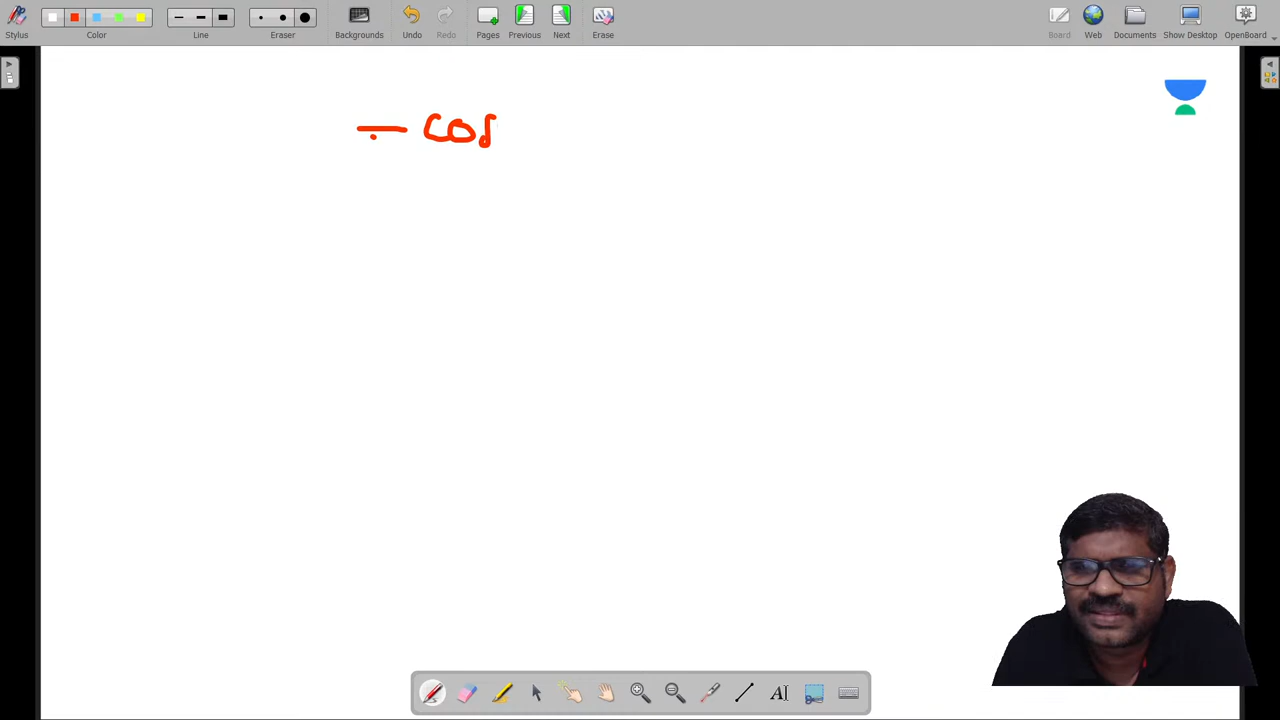 Stylus Color Line Eraser Backgrounds Undo Redo Pages Previous Next Erase Board Web Documents Show Desktop OpenBoard
— cos